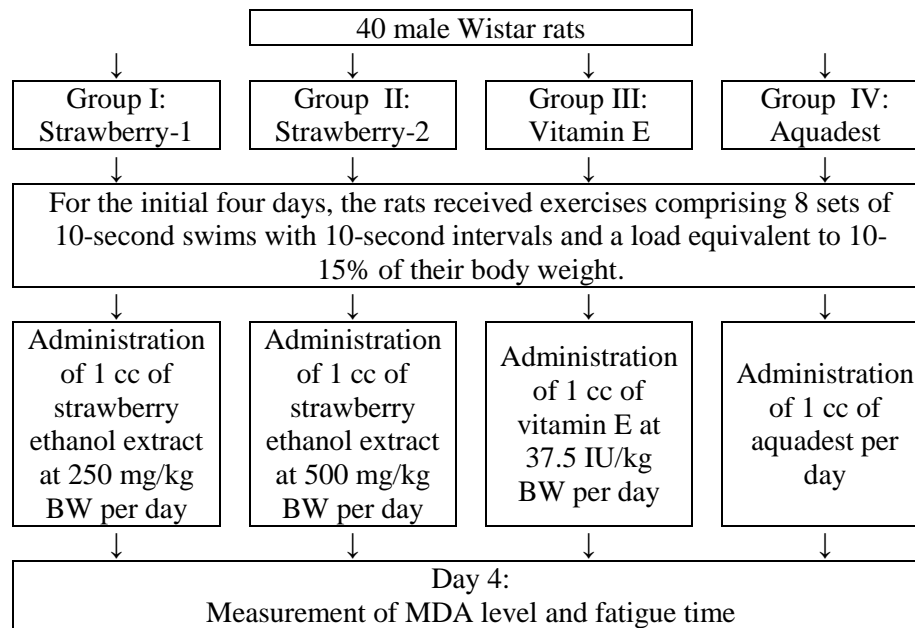 40 male Wistar rats
↓ ↓ ↓ ↓
Group I:
Strawberry-1
Group II:
Strawberry-2
Group III:
Vitamin E
Group IV:
Aquadest
↓ ↓ ↓ ↓
For the initial four days, the rats received exercises comprising 8 sets of
10-second swims with 10-second intervals and a load equivalent to 10-
15% of their body weight.
↓ ↓ ↓ ↓
Administration
of 1 cc of
strawberry
ethanol extract
at 250 mg/kg
BW per day
Administration
of 1 cc of
strawberry
ethanol extract
at 500 mg/kg
BW per day
Administration
of 1 cc of
vitamin E at
37.5 IU/kg
BW per day
Administration
of 1 cc of
aquadest per
day
↓ ↓ ↓ ↓
Day 4:
Measurement of MDA level and fatigue time